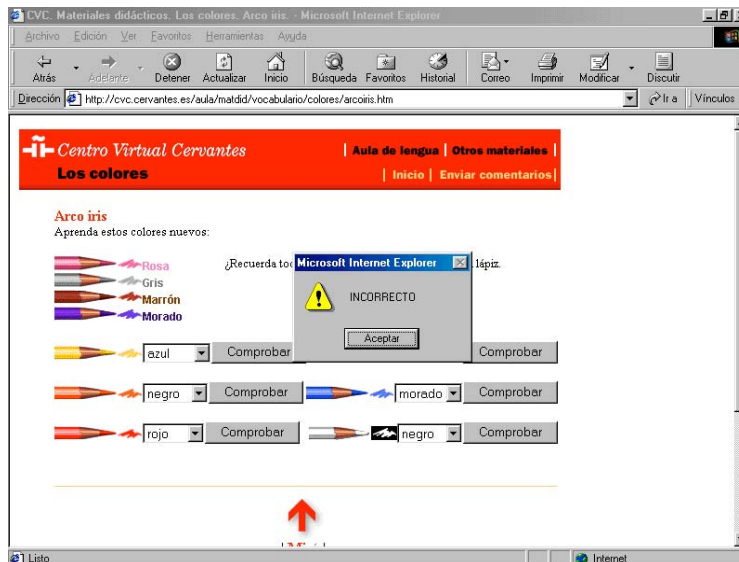 CVC. Materiales didácticos. Los colores. Arco iris. - Microsoft Internet Explorer
Archivo Edición Ver Favoritos Herramientas Ayuda
Atrás Adelante Detener Actualizar Inicio Búsqueda Favoritos Historial Correo Imprimir Modificar Discutir
Dirección http://cvc.cervantes.es/aula/matdid/vocabulario/colores/arcoiris.htm Ir a Vínculos
Centro Virtual Cervantes | Aula de lengua | Otros materiales |
Los colores | Inicio | Enviar comentarios |
Arco iris
Aprenda estos colores nuevos:
Rosa
¿Recuerda lápiz.
Gris
Marrón
Morado
Microsoft Internet Explorer
INCORRECTO
Aceptar
azul Comprobar Comprobar
negro Comprobar morado Comprobar
rojo Comprobar negro Comprobar
Listo Internet